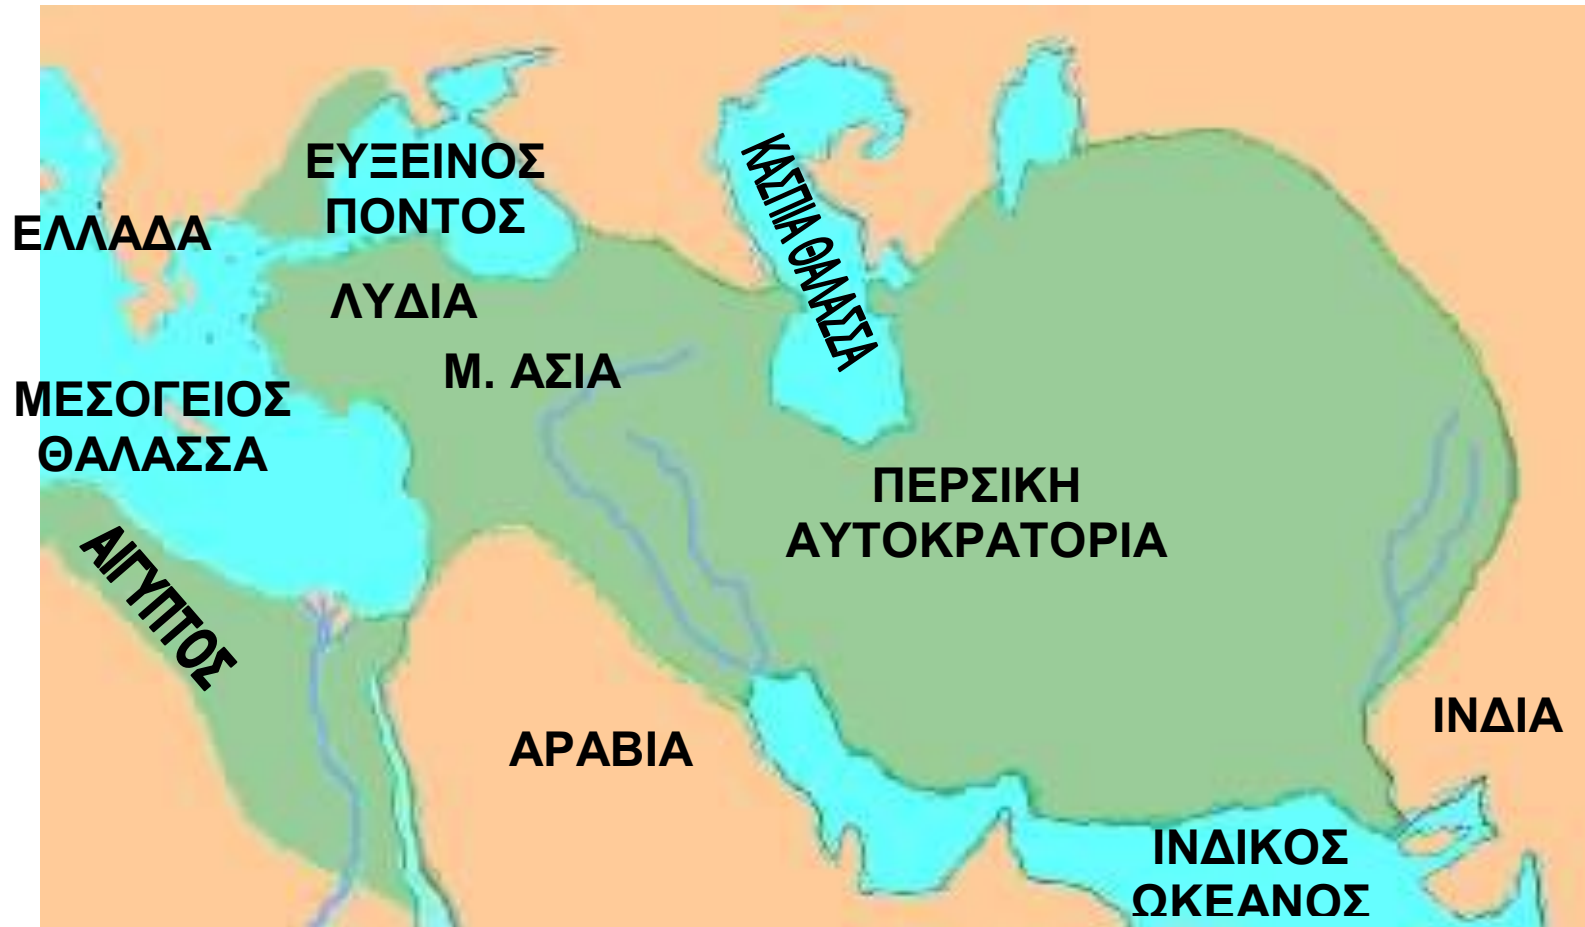 ΕΥΞΕΙΝΟΣ
ΠΟΝΤΟΣ
ΚΑΣΠΙΑ ΘΑΛΑΣΣΑ
ΕΛΛΑΔΑ
ΛΥΔΙΑ
Μ. ΑΣΙΑ
ΜΕΣΟΓΕΙΟΣ
ΘΑΛΑΣΣΑ
ΠΕΡΣΙΚΗ
ΑΥΤΟΚΡΑΤΟΡΙΑ
ΑΙΓΥΠΤΟΣ
ΑΡΑΒΙΑ
ΙΝΔΙΑ
ΙΝΔΙΚΟΣ
ΩΚΕΑΝΟΣ